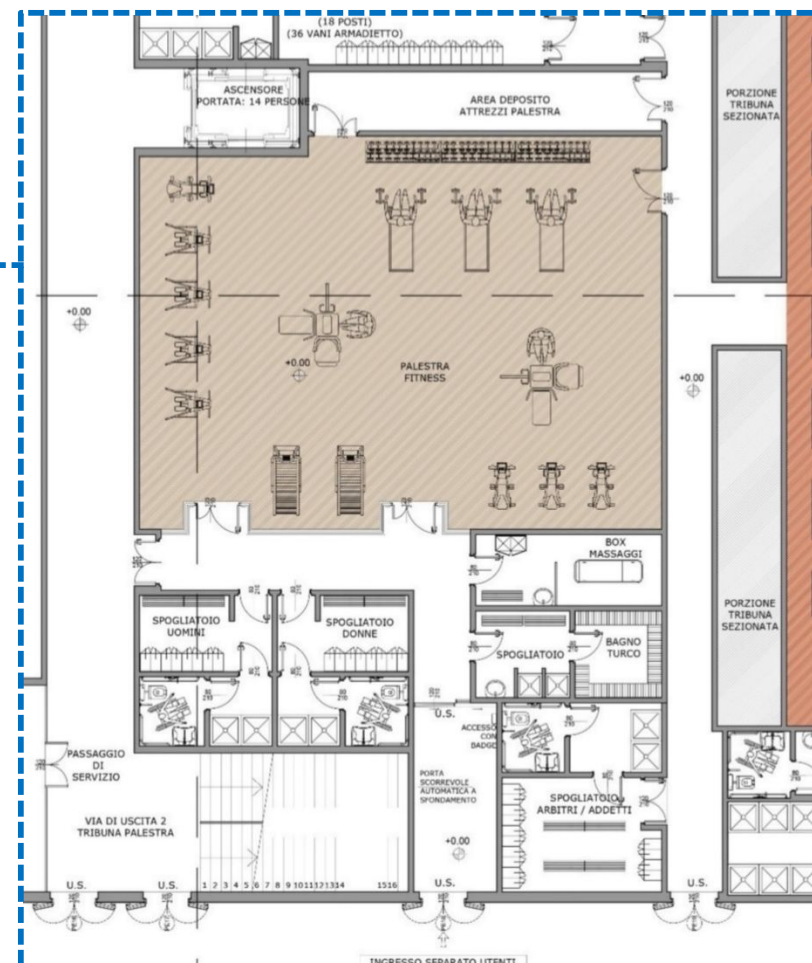 (18 POSTI)
(36 VANI ARMADIETTO)
ASCENSORE
PORTATA: 14 PERSONE
AREA DEPOSITO
ATTREZZI PALESTRA
PORZIONE
TRIBUNA
SEZIONATA
+0.00
+0.00
PALESTRA
FITNESS
+0.00
BOX
MASSAGGI
SPOGLIATOIO
UOMINI
SPOGLIATOIO
DONNE
SPOGLIATOIO
BAGNO
TURCO
PORZIONE
TRIBUNA
SEZIONATA
U.S.
ACCESSO
CON
BADGE
PASSAGGIO
DI
SERVIZIO
PORTA
SCORREVOLE
AUTOMATICA A
SFONDAMENTO
SPOGLIATOIO
ARBITRI / ADDETTI
VIA DI USCITA 2
TRIBUNA PALESTRA
+0.00
1 2 3 4 5 6 7 8 9 10 11 12 13 14 15 16
U.S.
U.S.
U.S.
U.S.
INGRESSO SEPARATO UTENTI